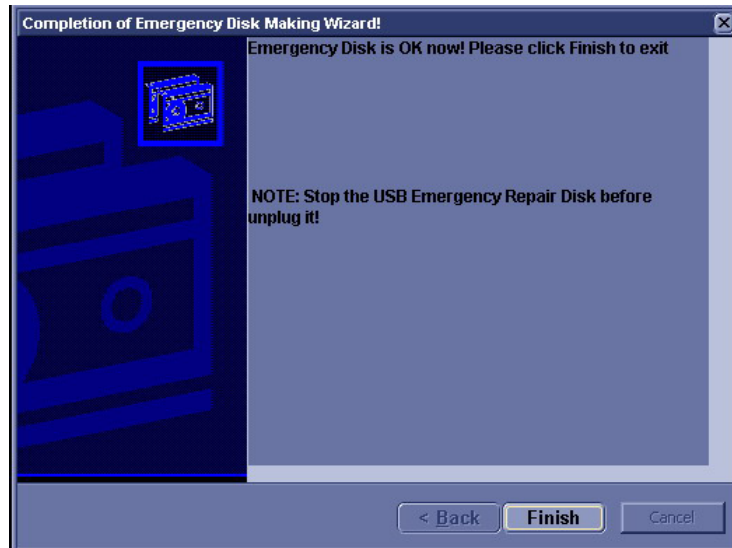 Completion of Emergency Disk Making Wizard!
Emergency Disk is OK now! Please click Finish to exit
NOTE: Stop the USB Emergency Repair Disk before
unplug it!
< Back
Finish
Cancel